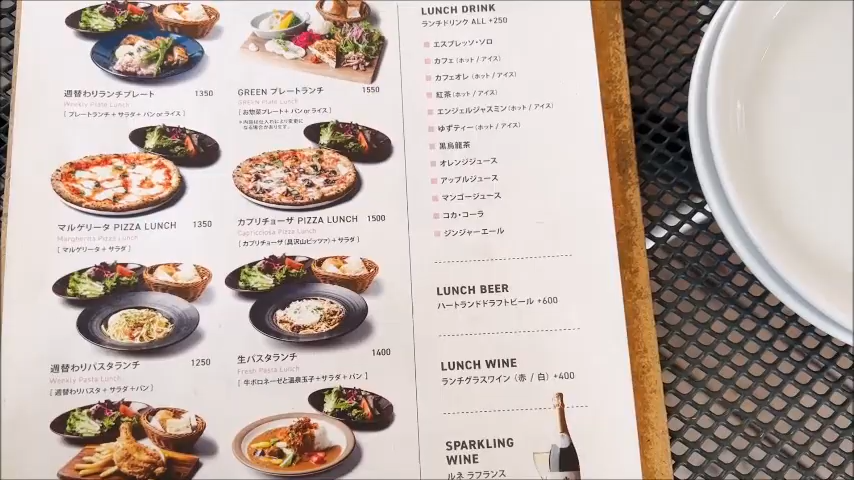 週替わりランチプレート 1350
Weekly Plate Lunch
[ プレートランチ + サラダ + パン or ライス ]
GREEN プレートランチ 1550
GREEN Plate Lunch
[ お惣菜プレート + パン or ライス ]
マルゲリータ PIZZA LUNCH 1350
Margherita Pizza Lunch
[ マルゲリータ + サラダ ]
カプリチョーザ PIZZA LUNCH 1500
Capricciosa Pizza Lunch
[ カプリチョーザ (具沢山ピッツァ) + サラダ ]
週替わりパスタランチ 1250
Weekly Pasta Lunch
[ 週替わりパスタ + サラダ + パン ]
生パスタランチ 1400
Fresh Pasta Lunch
[ 牛ボロネーゼと温泉玉子 + サラダ + パン ]
LUNCH DRINK
ランチドリンク ALL +250
エスプレッソ・ソロ
カフェ (ホット / アイス)
カフェオレ (ホット / アイス)
紅茶 (ホット / アイス)
エンジェルジャスミン (ホット / アイス)
ゆずティー (ホット / アイス)
黒烏龍茶
オレンジジュース
アップルジュース
マンゴージュース
コカ・コーラ
ジンジャーエール
LUNCH BEER
ハートランドドラフトビール +600
LUNCH WINE
ランチグラスワイン (赤 / 白) +400
SPARKLING
WINE
ルネ ラフランス